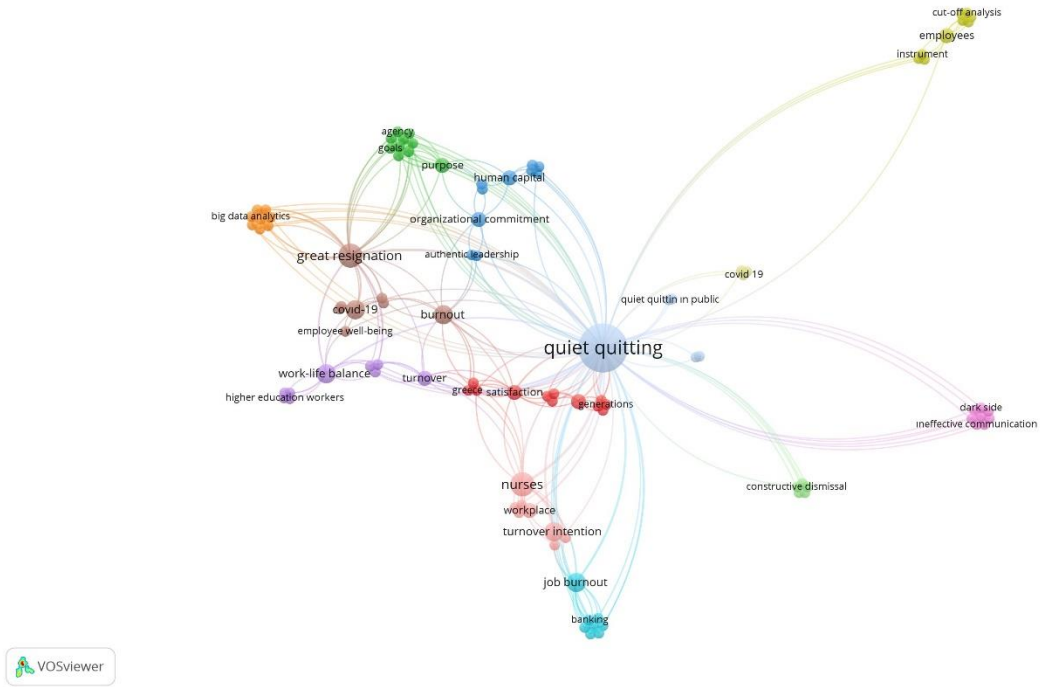 cut-off analysis
employees
instrument
agency
goals
purpose
human capital
big data analytics
organizational commitment
great resignation
authentic leadership
covid 19
quiet quittin in public
covid-19
burnout
employee well-being
quiet quitting
work-life balance
turnover
higher education workers
greece
satisfaction
generations
dark side
ineffective communication
nurses
constructive dismissal
workplace
turnover intention
job burnout
banking
VOSviewer